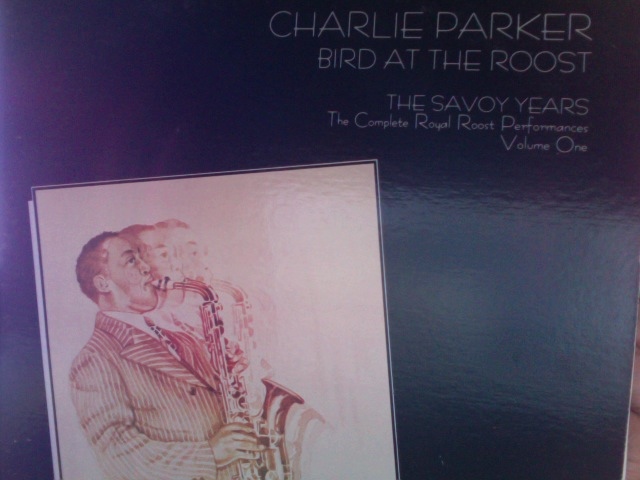 CHARLIE PARKER
BIRD AT THE ROOST
THE SAVOY YEARS
The Complete Royal Roost Performances
Volume One